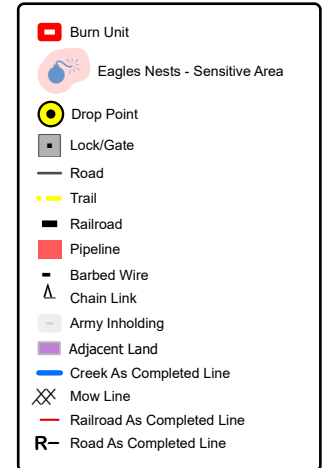 Burn Unit
Eagles Nests - Sensitive Area
Drop Point
Lock/Gate
Road
Trail
Railroad
Pipeline
Barbed Wire
Chain Link
Army Inholding
Adjacent Land
Creek As Completed Line
Mow Line
Railroad As Completed Line
R Road As Completed Line